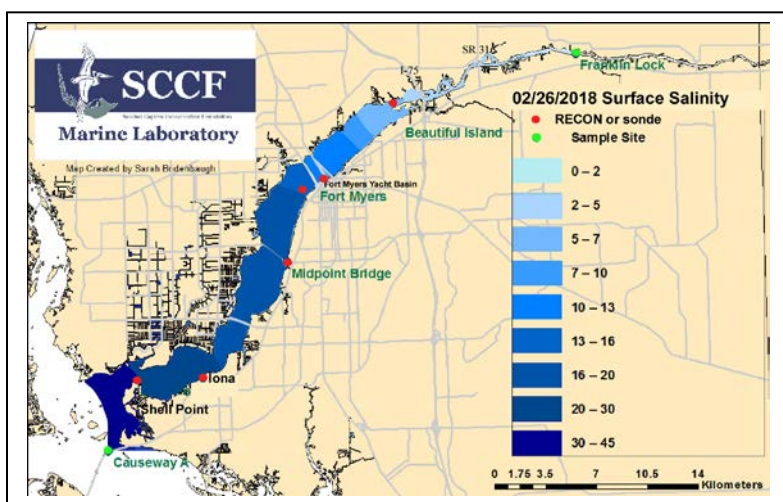 SCCF
Marine Laboratory
Map Created by Sarah Bridenbaugh
SR 31
I-75
Franklin Lock
02/26/2018 Surface Salinity
RECON or sonde
Sample Site
Beautiful Island
0 – 2
2 – 5
5 – 7
7 – 10
10 – 13
13 – 16
16 – 20
20 – 30
30 – 45
Fort Myers Yacht Basin
Fort Myers
Midpoint Bridge
Iona
Shell Point
Causeway A
0 1.75 3.5 7 10.5 14
Kilometers